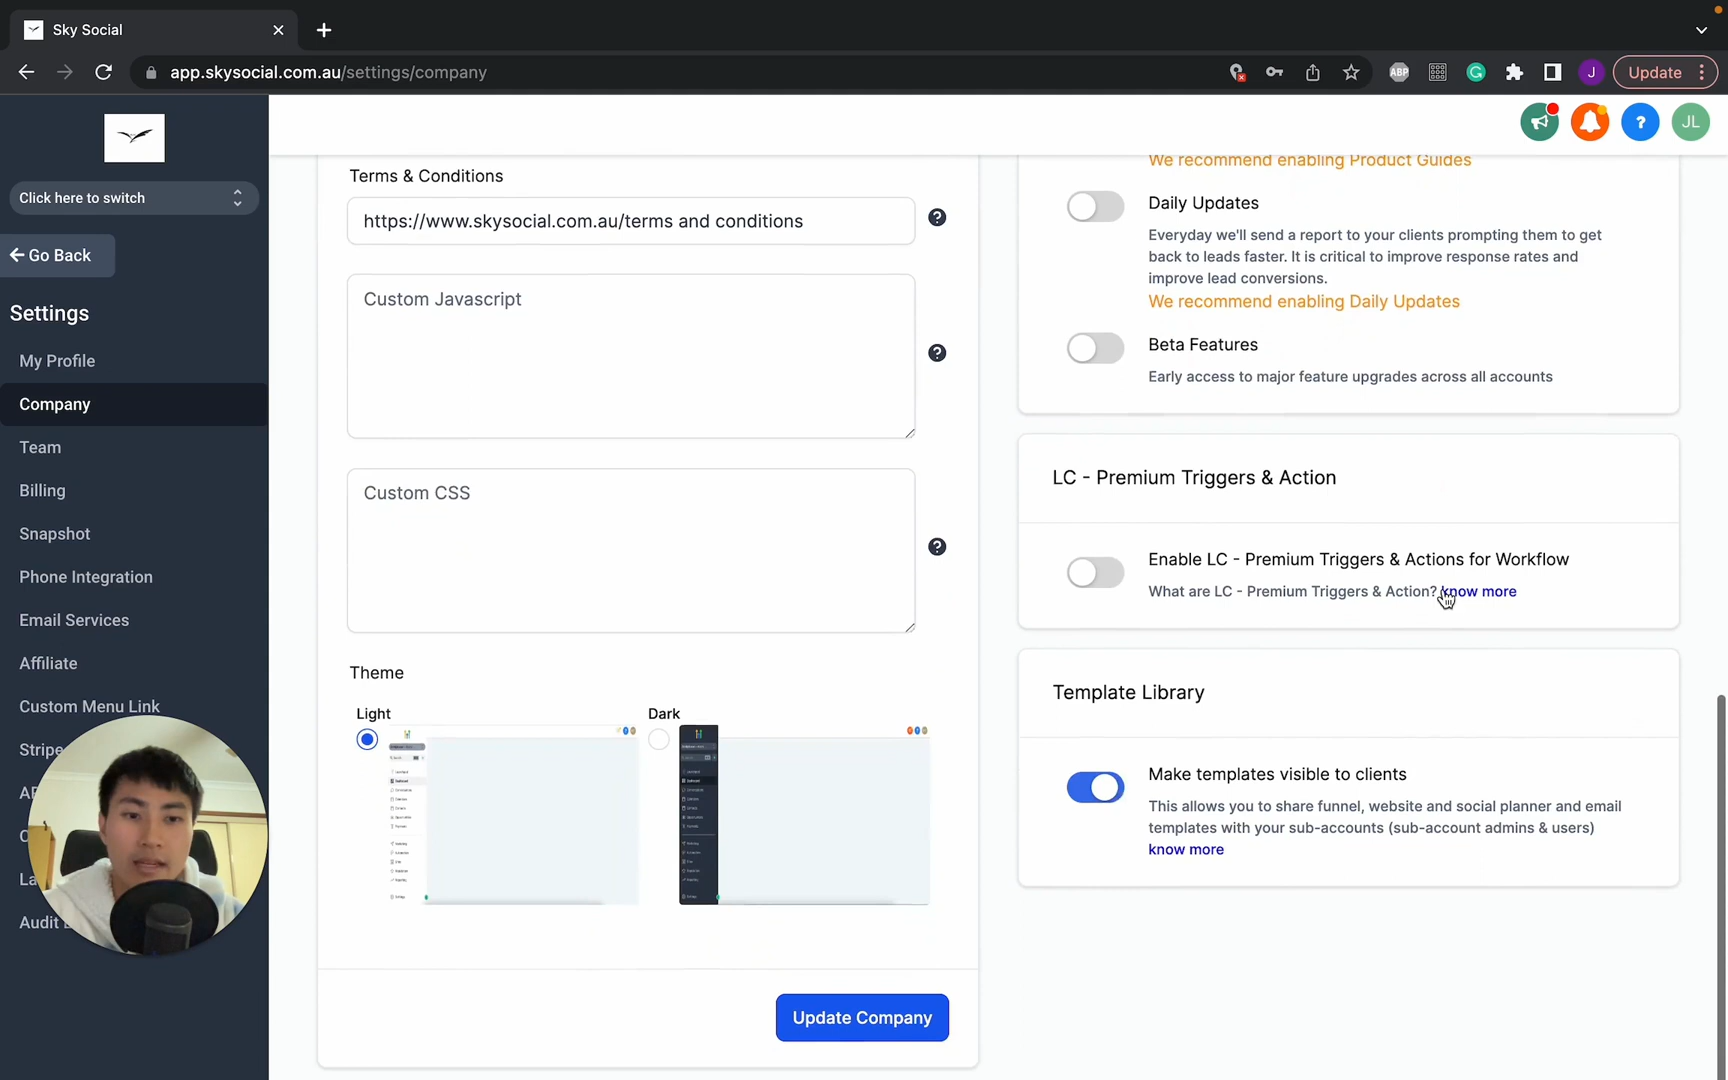 Sky Social
app.skysocial.com.au/settings/company
ABP
J
Update
?
JL
Click here to switch
Go Back
Settings
My Profile
Company
Team
Billing
Snapshot
Phone Integration
Email Services
Affiliate
Custom Menu Link
Stripe
Audit
Terms & Conditions
https://www.skysocial.com.au/terms and conditions
?
Custom Javascript
?
Custom CSS
?
Theme
Light
Dark
Update Company
We recommend enabling Product Guides
Daily Updates
Everyday we'll send a report to your clients prompting them to get
back to leads faster. It is critical to improve response rates and
improve lead conversions.
We recommend enabling Daily Updates
Beta Features
Early access to major feature upgrades across all accounts
LC - Premium Triggers & Action
Enable LC - Premium Triggers & Actions for Workflow
What are LC - Premium Triggers & Action? know more
Template Library
Make templates visible to clients
This allows you to share funnel, website and social planner and email
templates with your sub-accounts (sub-account admins & users)
know more